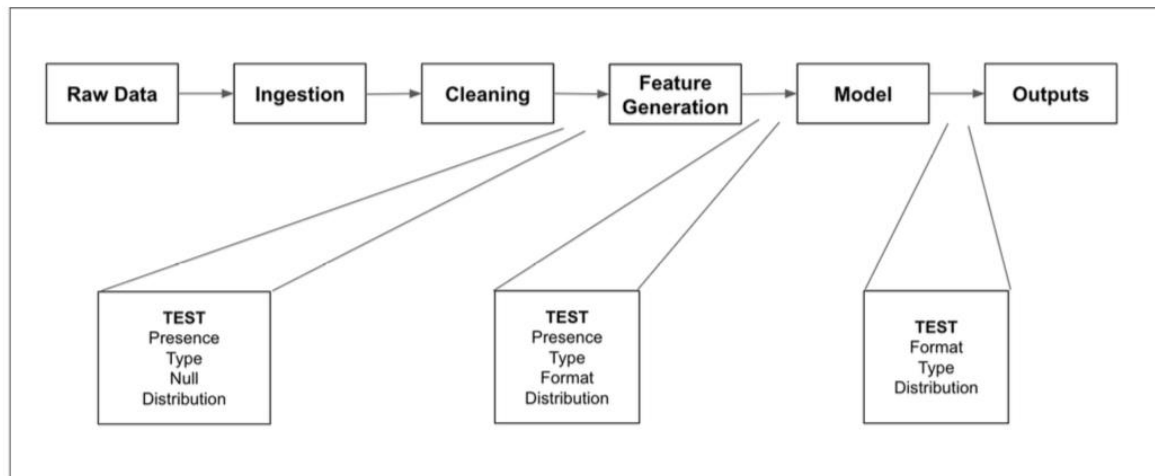 Raw Data
Ingestion
Cleaning
Feature
Generation
Model
Outputs
TEST
Presence
Type
Null
Distribution
TEST
Presence
Type
Format
Distribution
TEST
Format
Type
Distribution